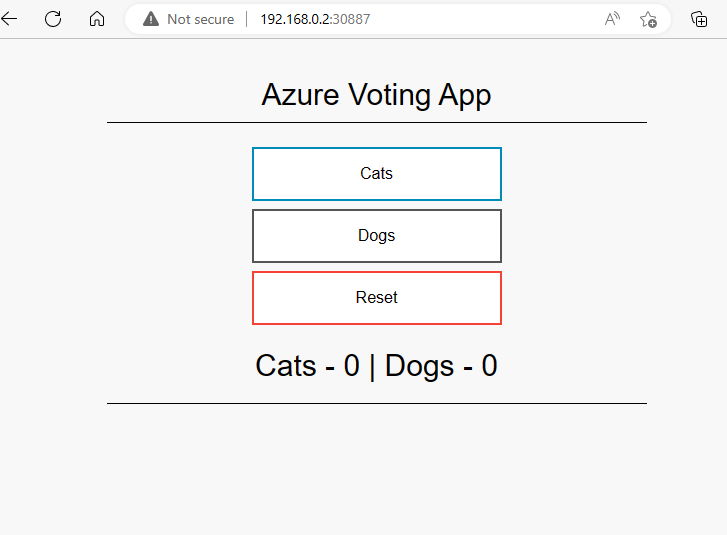 Not secure | 192.168.0.2:30887
Azure Voting App
Cats
Dogs
Reset
Cats - 0 | Dogs - 0